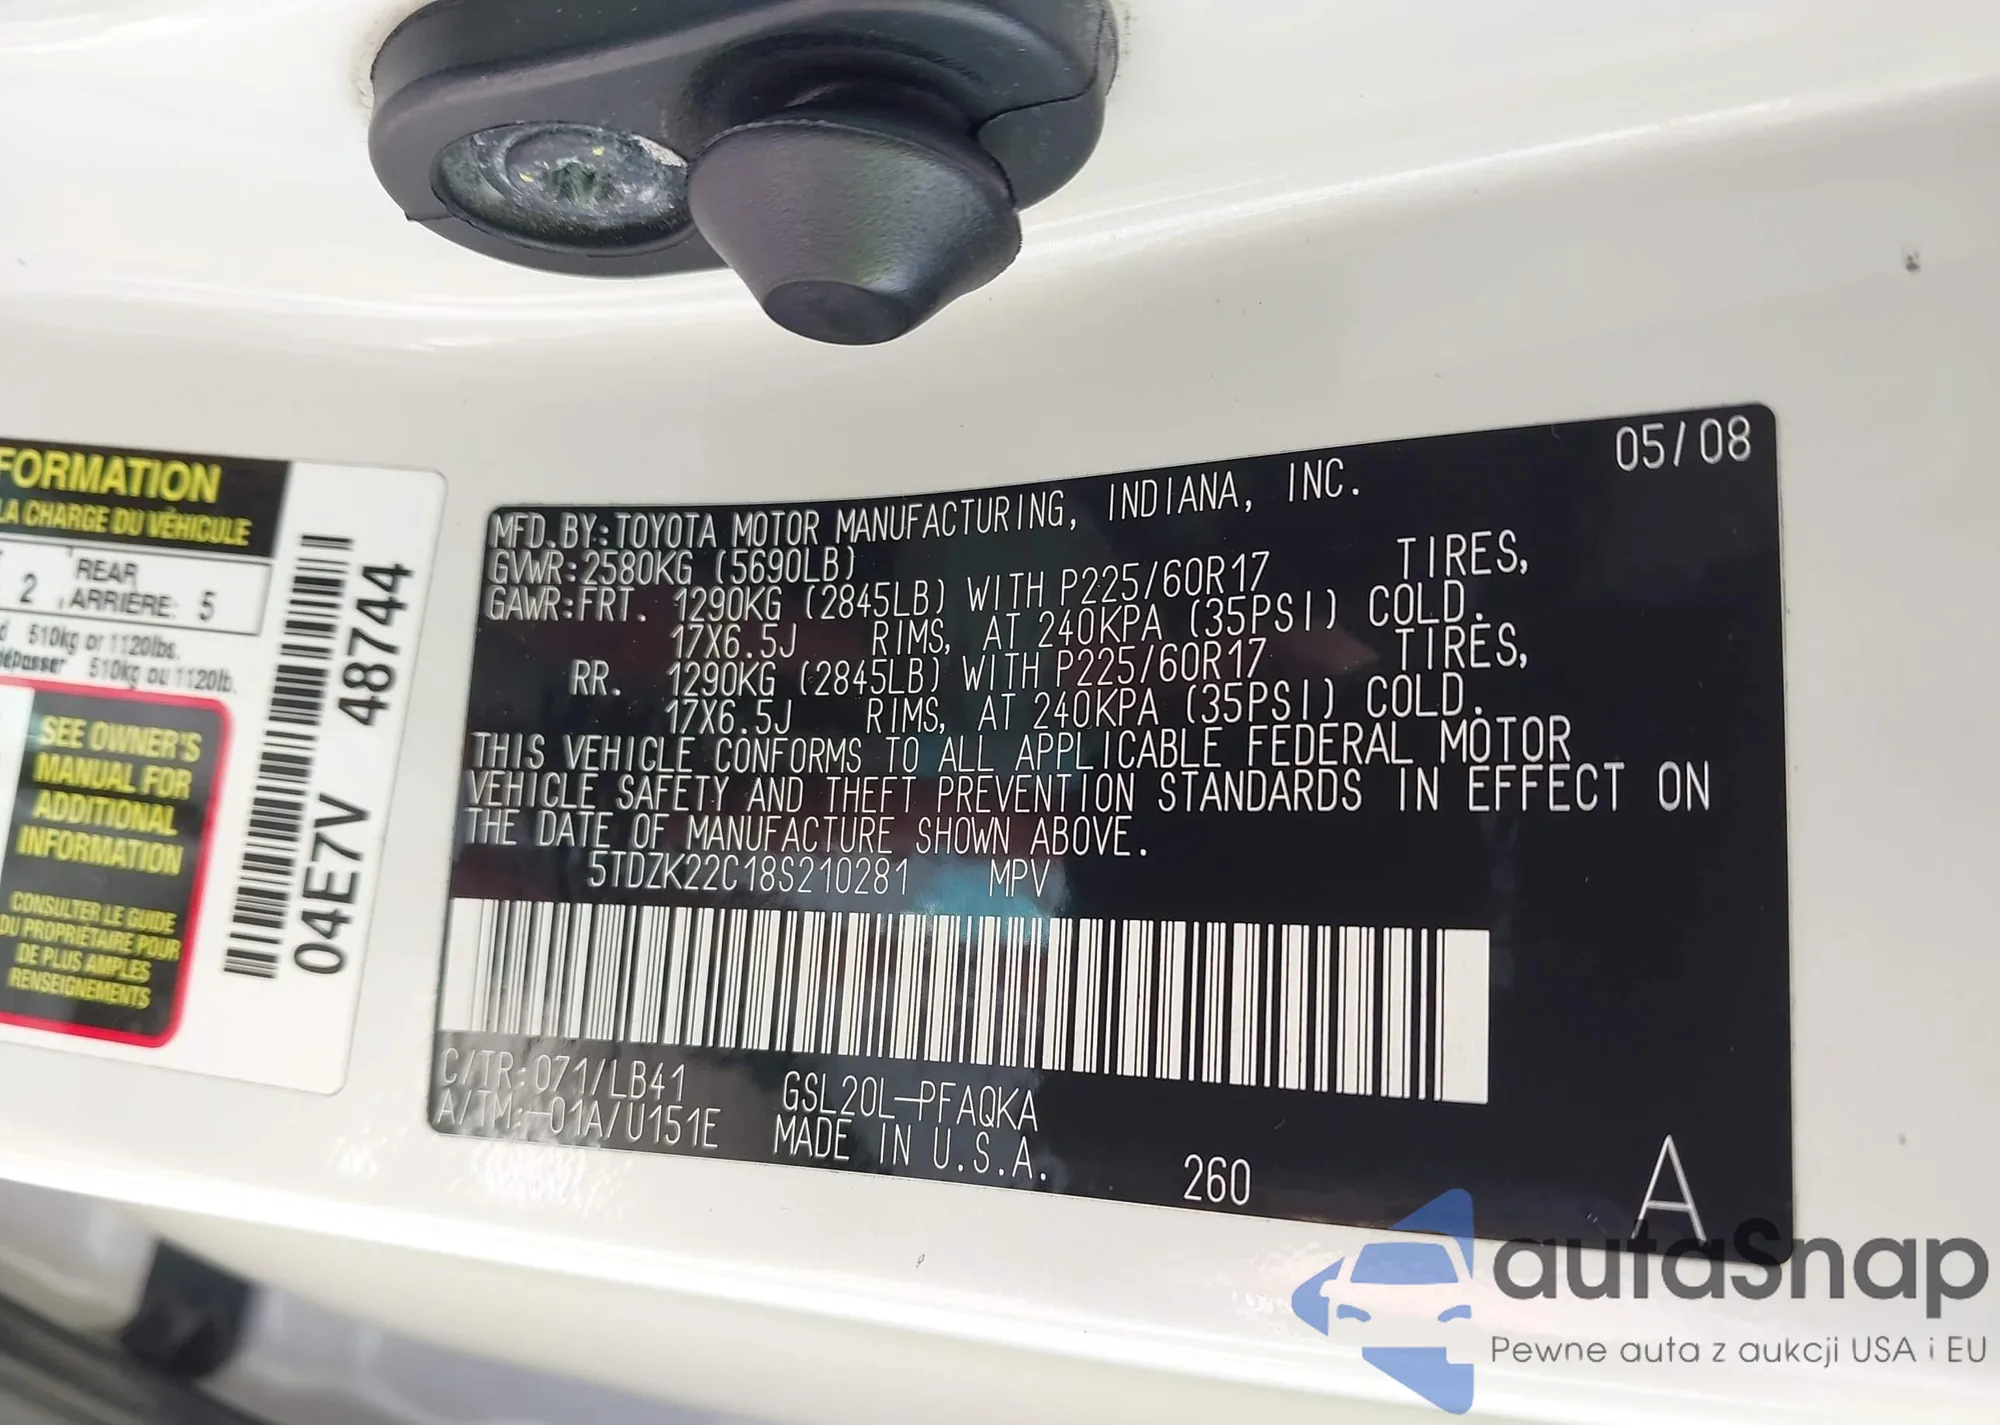 FORMATION
LA CHARGE DU VÉHICULE
2
REAR
ARRIÈRE: 5
510kg or 1120lbs.
dépasser 510kg ou 1120lb.
SEE OWNER'S
MANUAL FOR
ADDITIONAL
INFORMATION
CONSULTER LE GUIDE
DU PROPRIETAIRE POUR
DE PLUS AMPLES
RENSEIGNEMENTS
04E7V 48744
05/08
MFD.BY:TOYOTA MOTOR MANUFACTURING, INDIANA, INC.
GVWR:2580KG (5690LB)
GAWR:FRT. 1290KG (2845LB) WITH P225/60R17 TIRES,
17X6.5J RIMS, AT 240KPA (35PSI) COLD.
RR. 1290KG (2845LB) WITH P225/60R17 TIRES,
17X6.5J RIMS, AT 240KPA (35PSI) COLD.
THIS VEHICLE CONFORMS TO ALL APPLICABLE FEDERAL MOTOR
VEHICLE SAFETY AND THEFT PREVENTION STANDARDS IN EFFECT ON
THE DATE OF MANUFACTURE SHOWN ABOVE.
5TDZK22C18S210281 MPV
C/TR:071/LB41 GSL20L-PFAQKA
A/TM:-01A/U151E MADE IN U.S.A.
260
A
autaSnap
Pewne auta z aukcji USA i EU